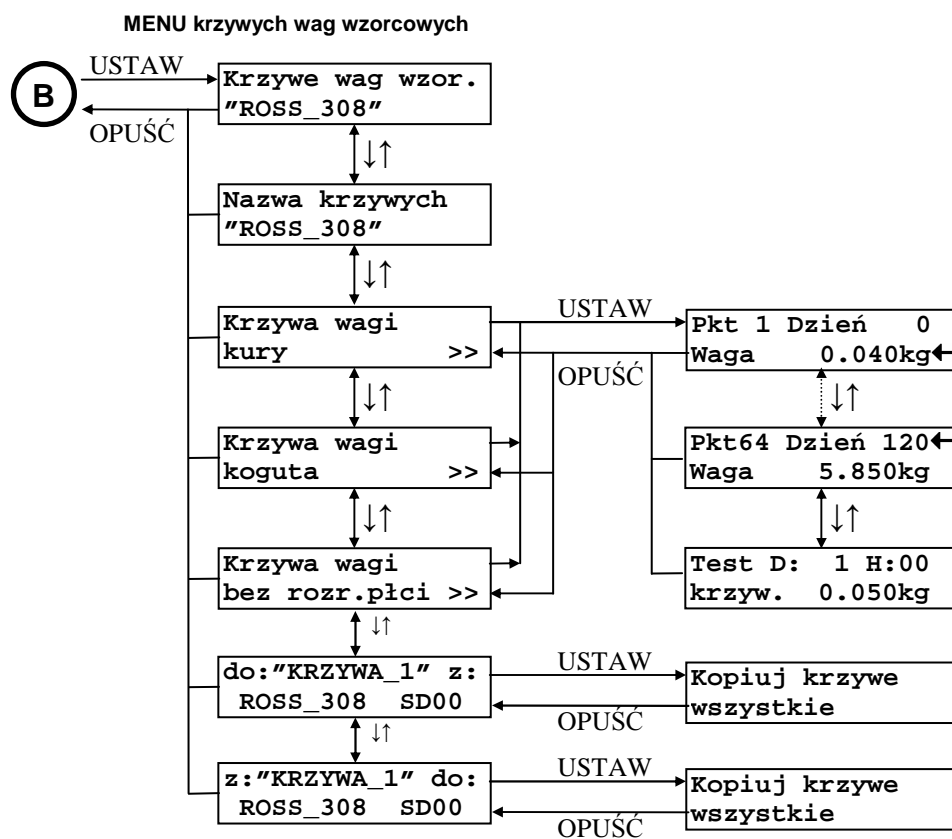 MENU krzywych wag wzorcowych
B
USTAW
OPUŚĆ
Krzywe wag wzor.
"ROSS_308"
↓↑
Nazwa krzywych
"ROSS_308"
↓↑
Krzywa wagi
kury >>
USTAW
OPUŚĆ
Pkt 1 Dzień 0
Waga 0.040kg
↓↑
↓↑
Krzywa wagi
koguta >>
Pkt64 Dzień 120
Waga 5.850kg
↓↑
↓↑
Krzywa wagi
bez rozr.płci >>
Test D: 1 H:00
krzyw. 0.050kg
↓↑
do:"KRZYWA_1" z:
ROSS_308 SD00
USTAW
OPUŚĆ
Kopiuj krzywe
wszystkie
↓↑
z:"KRZYWA_1" do:
ROSS_308 SD00
USTAW
OPUŚĆ
Kopiuj krzywe
wszystkie